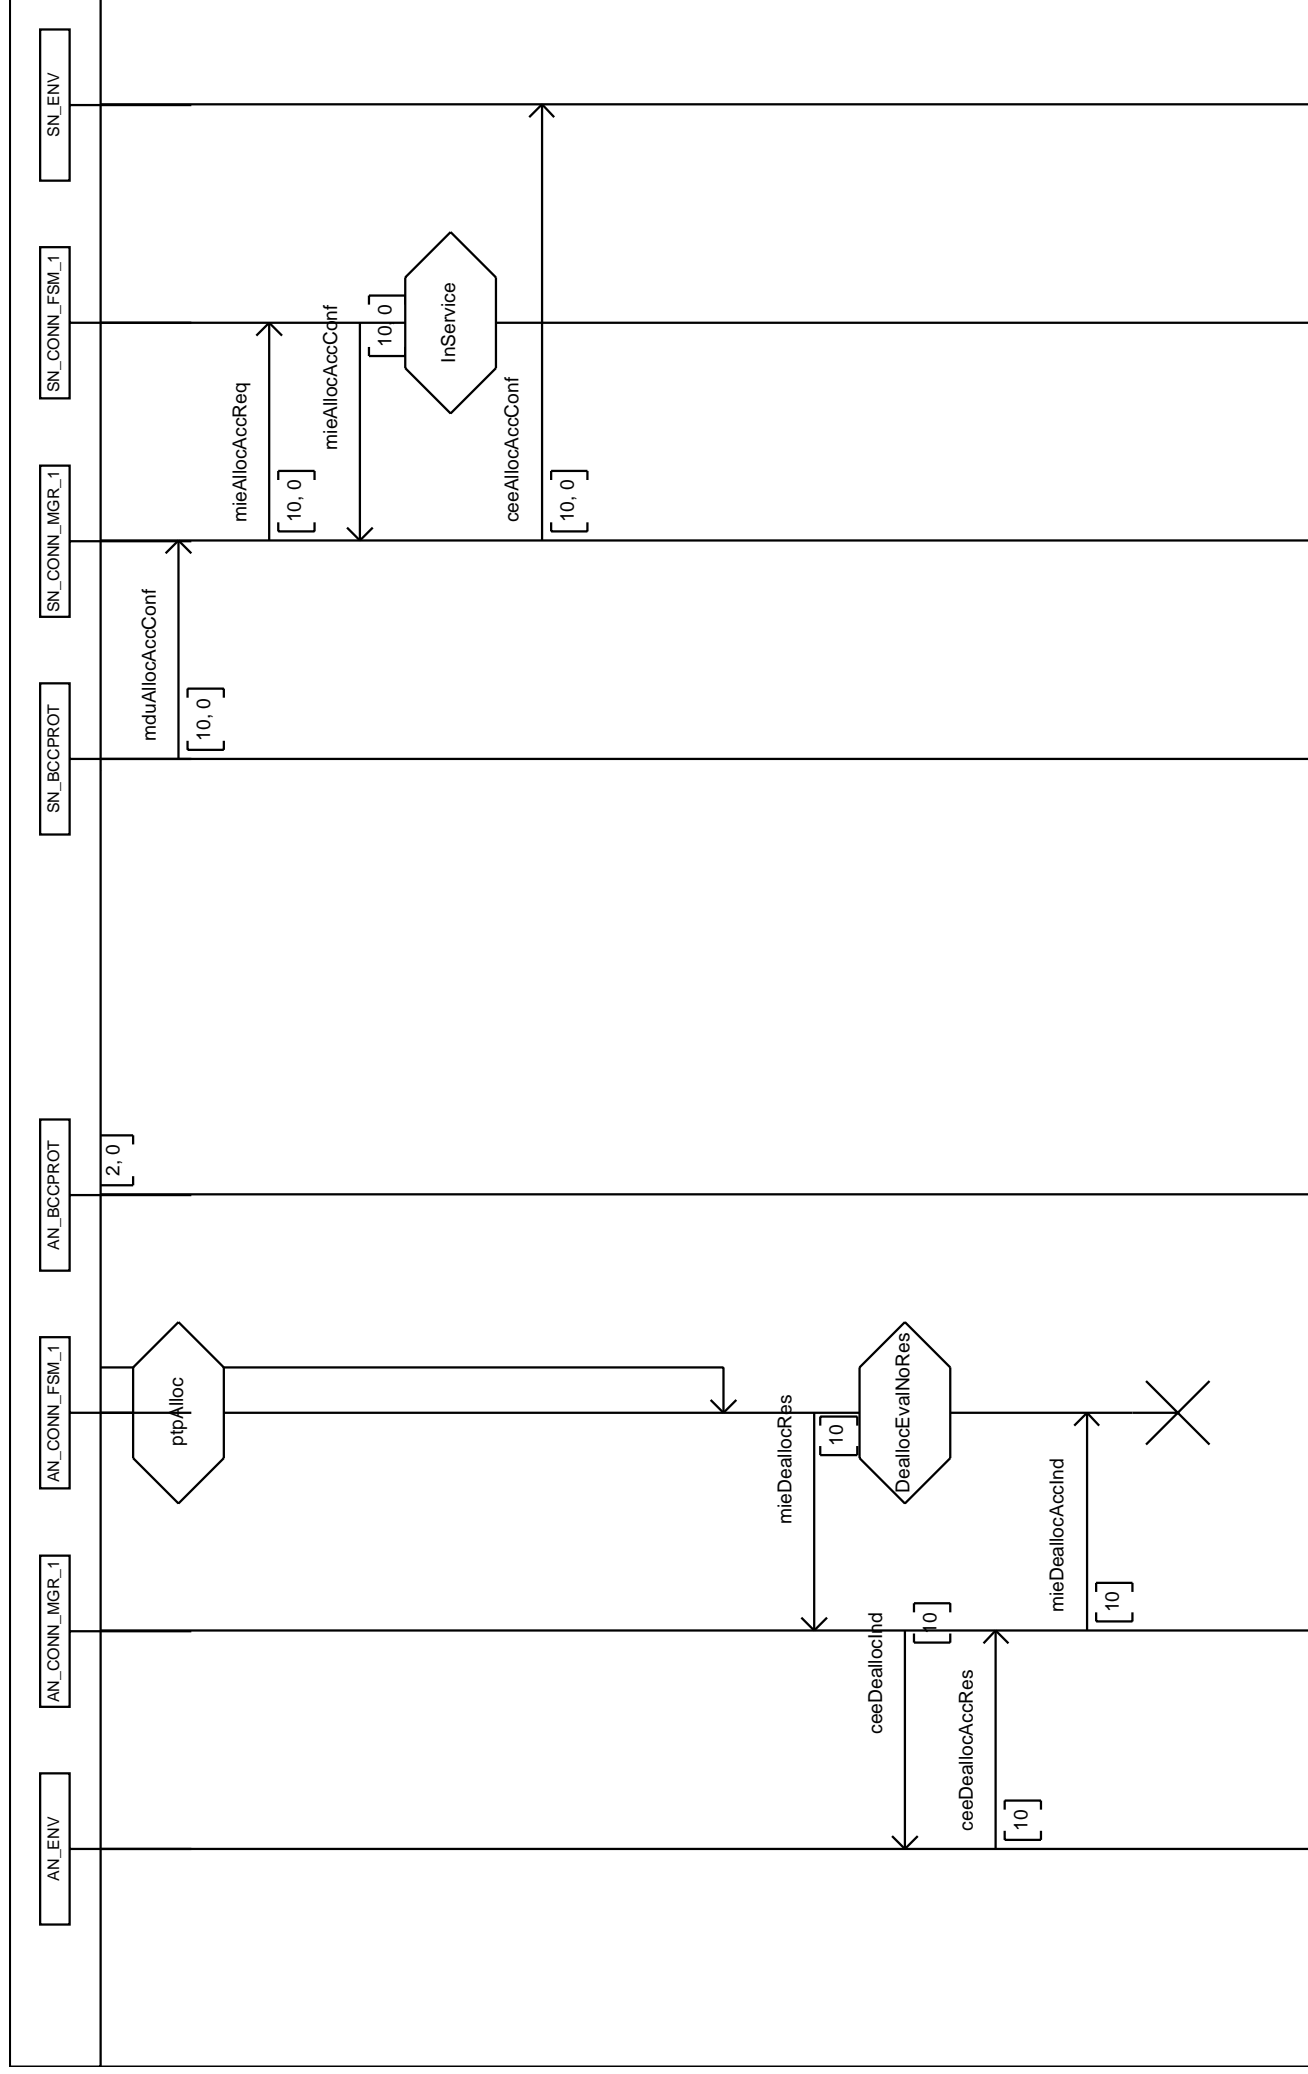 AN_ENV
AN_CONN_MGR_1
AN_CONN_FSM_1
AN_BCCPROT
SN_BCCPROT
SN_CONN_MGR_1
SN_CONN_FSM_1
SN_ENV
2, 0
mduAllocAccConf
ptpAlloc
10, 0
mieAllocAccReq
10, 0
mieAllocAccConf
10, 0
InService
ceeAllocAccConf
10, 0
mieDeallocRes
10
ceeDeallocInd
DeallocEvalNoRes
10
ceeDeallocAccRes
10
mieDeallocAccInd
10